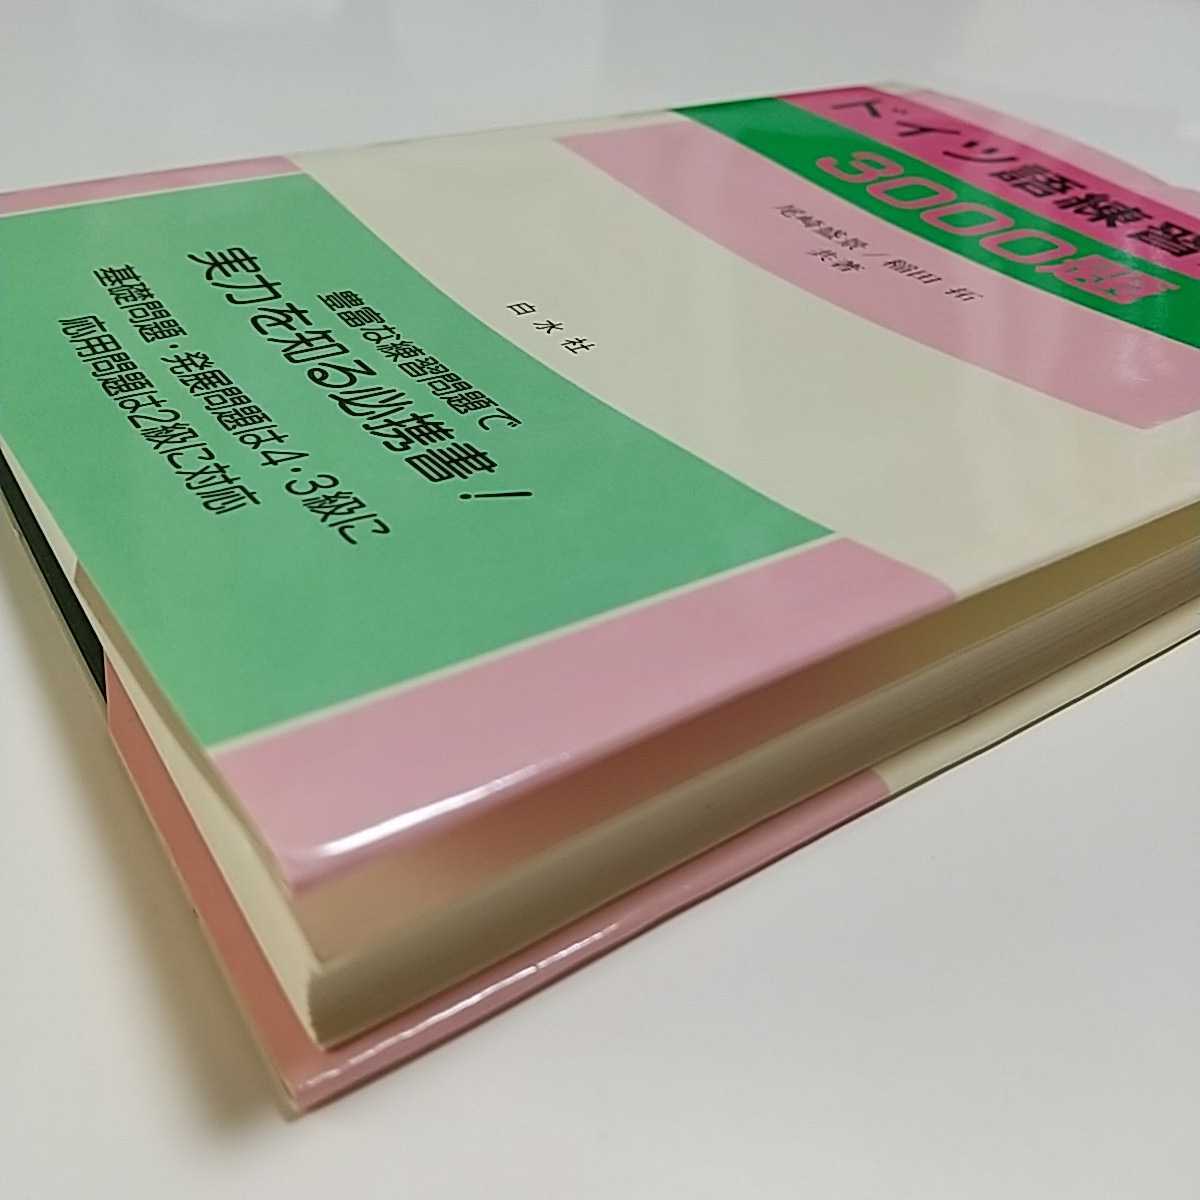 ドイツ語練習
3000題
尾崎盛景/稲田 拓
共著
白水社
豊富な練習問題で
実力を知る必携書!
基礎問題・発展問題は4・3級に
応用問題は2級に対応